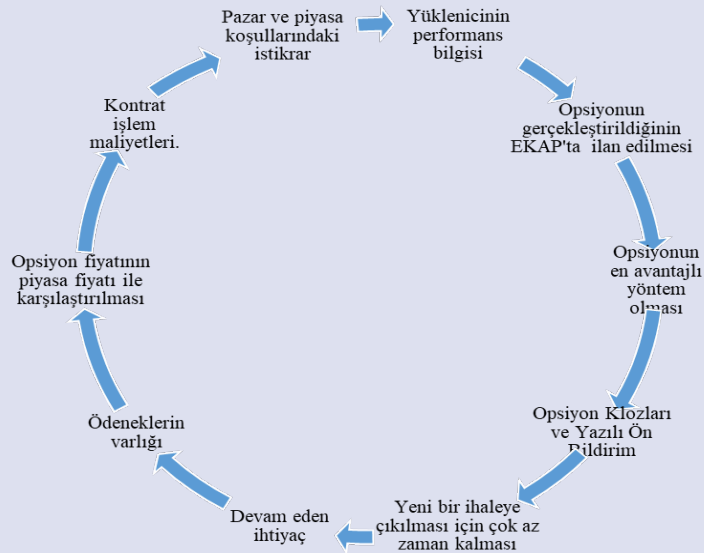 Pazar ve piyasa
koşullarındaki
istikrar
Yüklenicinin
performans
bilgisi
Opsiyonun
gerçekleştirildiğinin
EKAP'ta ilan edilmesi
Opsiyonun
en avantajlı
yöntem
olması
Opsiyon Klozları
ve Yazılı Ön
Bildirim
Yeni bir ihaleye
çıkılması için çok az
zaman kalması
Devam eden
ihtiyaç
Ödeneklerin
varlığı
Opsiyon fiyatının
piyasa fiyatı ile
karşılaştırılması
Kontrat
işlem
maliyetleri.